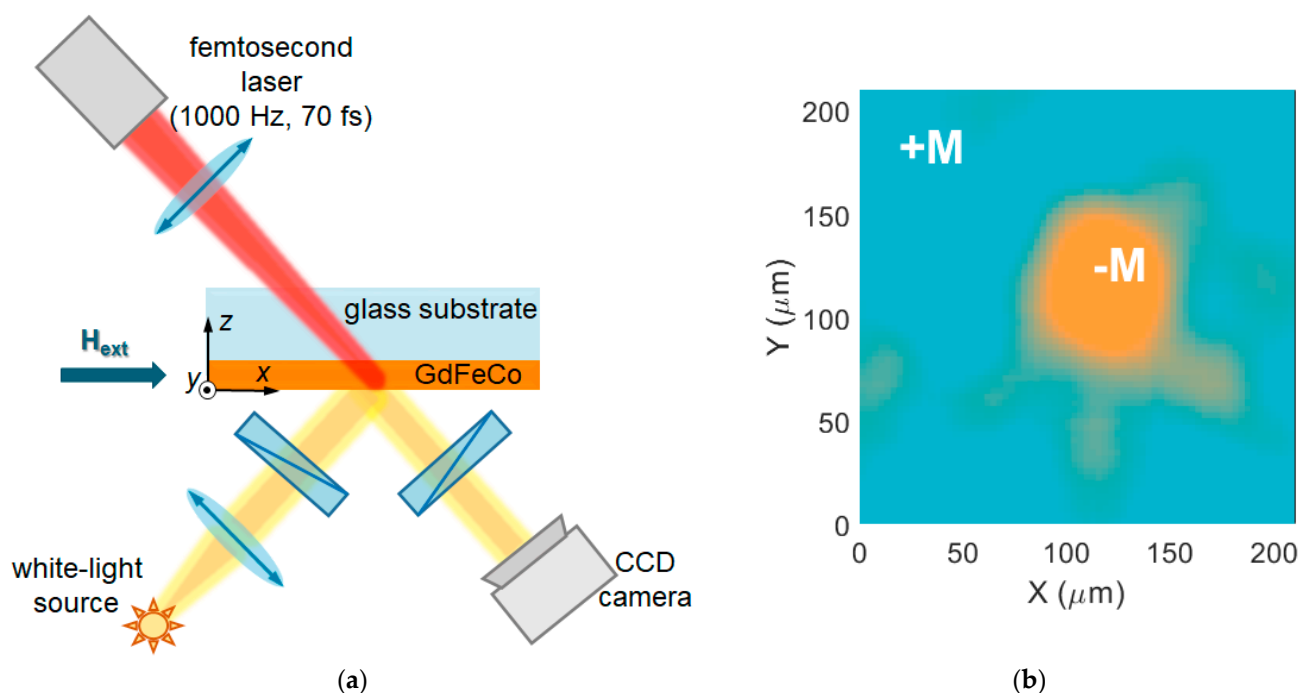 femtosecond
laser
(1000 Hz, 70 fs)
glass substrate
H_ext
z
y
x
GdFeCo
white-light
source
CCD
camera
(a)
+M
-M
200
150
100
50
0
Y (μm)
0
50
100
150
200
X (μm)
(b)